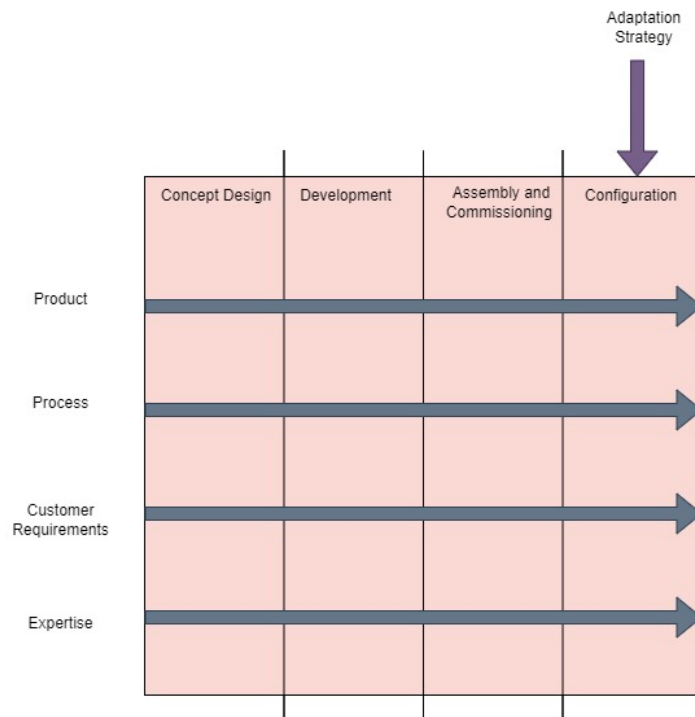 Adaptation
Strategy
Concept Design
Development
Assembly and
Commissioning
Configuration
Product
Process
Customer
Requirements
Expertise